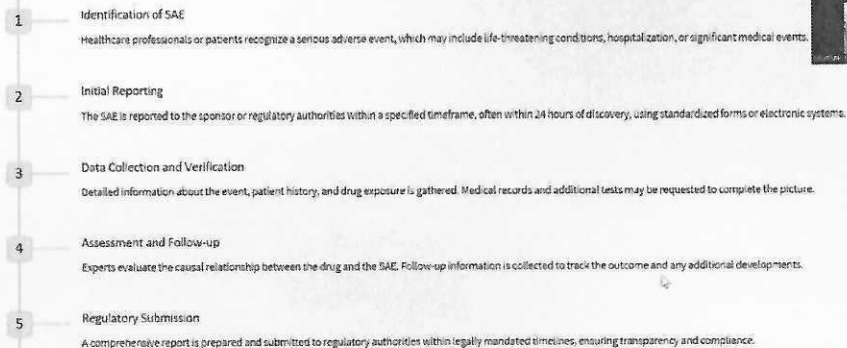 1
Identification of SAE
Healthcare professionals or patients recognize a serious adverse event, which may include life-threatening conditions, hospitalization, or significant medical events.
2
Initial Reporting
The SAE is reported to the sponsor or regulatory authorities within a specified timeframe, often within 24 hours of discovery, using standardized forms or electronic systems.
3
Data Collection and Verification
Detailed information about the event, patient history, and drug exposure is gathered. Medical records and additional tests may be requested to complete the picture.
4
Assessment and Follow-up
Experts evaluate the causal relationship between the drug and the SAE. Follow-up information is collected to track the outcome and any additional developments.
5
Regulatory Submission
A comprehensive report is prepared and submitted to regulatory authorities within legally mandated timelines, ensuring transparency and compliance.